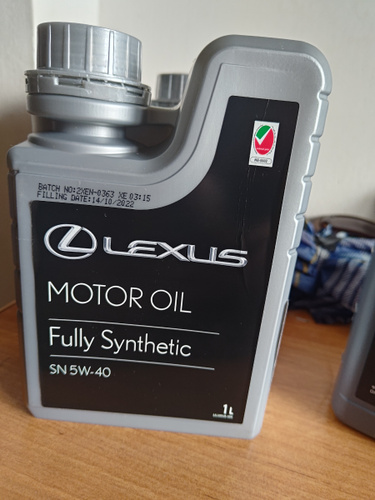 BATCH NO:2XEN-0363 XE 03:15
FILLING DATE:14/10/2022
LEXUS
MOTOR OIL
Fully Synthetic
SN 5W-40
1L